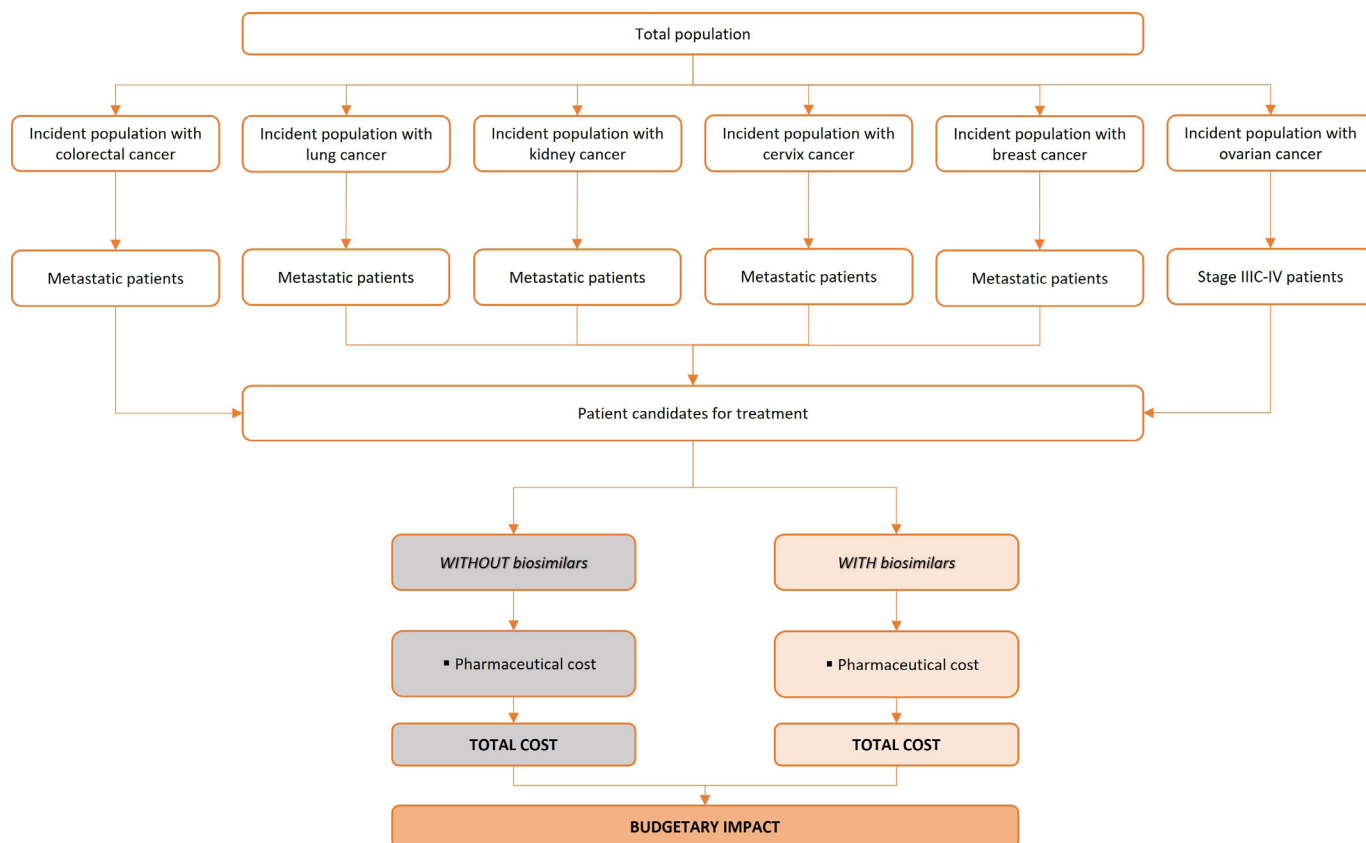 Total population
Incident population with
colorectal cancer
Incident population with
lung cancer
Incident population with
kidney cancer
Incident population with
cervix cancer
Incident population with
breast cancer
Incident population with
ovarian cancer
Metastatic patients
Metastatic patients
Metastatic patients
Metastatic patients
Metastatic patients
Stage IIIC-IV patients
Patient candidates for treatment
WITHOUT biosimilars
WITH biosimilars
▪ Pharmaceutical cost
▪ Pharmaceutical cost
TOTAL COST
TOTAL COST
BUDGETARY IMPACT